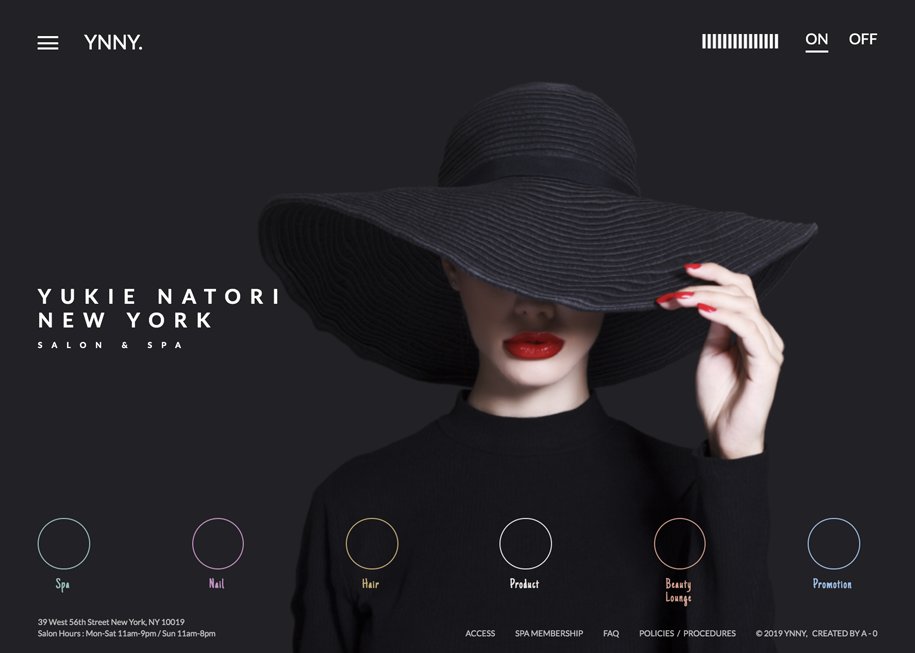 YNNY.
ON OFF
YUKIE NATORI
NEW YORK
SALON & SPA
Spa
Nail
Hair
Product
Beauty
Lounge
Promotion
39 West 56th Street New York, NY 10019
Salon Hours : Mon-Sat 11am-9pm / Sun 11am-8pm
ACCESS SPA MEMBERSHIP FAQ POLICIES / PROCEDURES © 2019 YNNY, CREATED BY A - 0